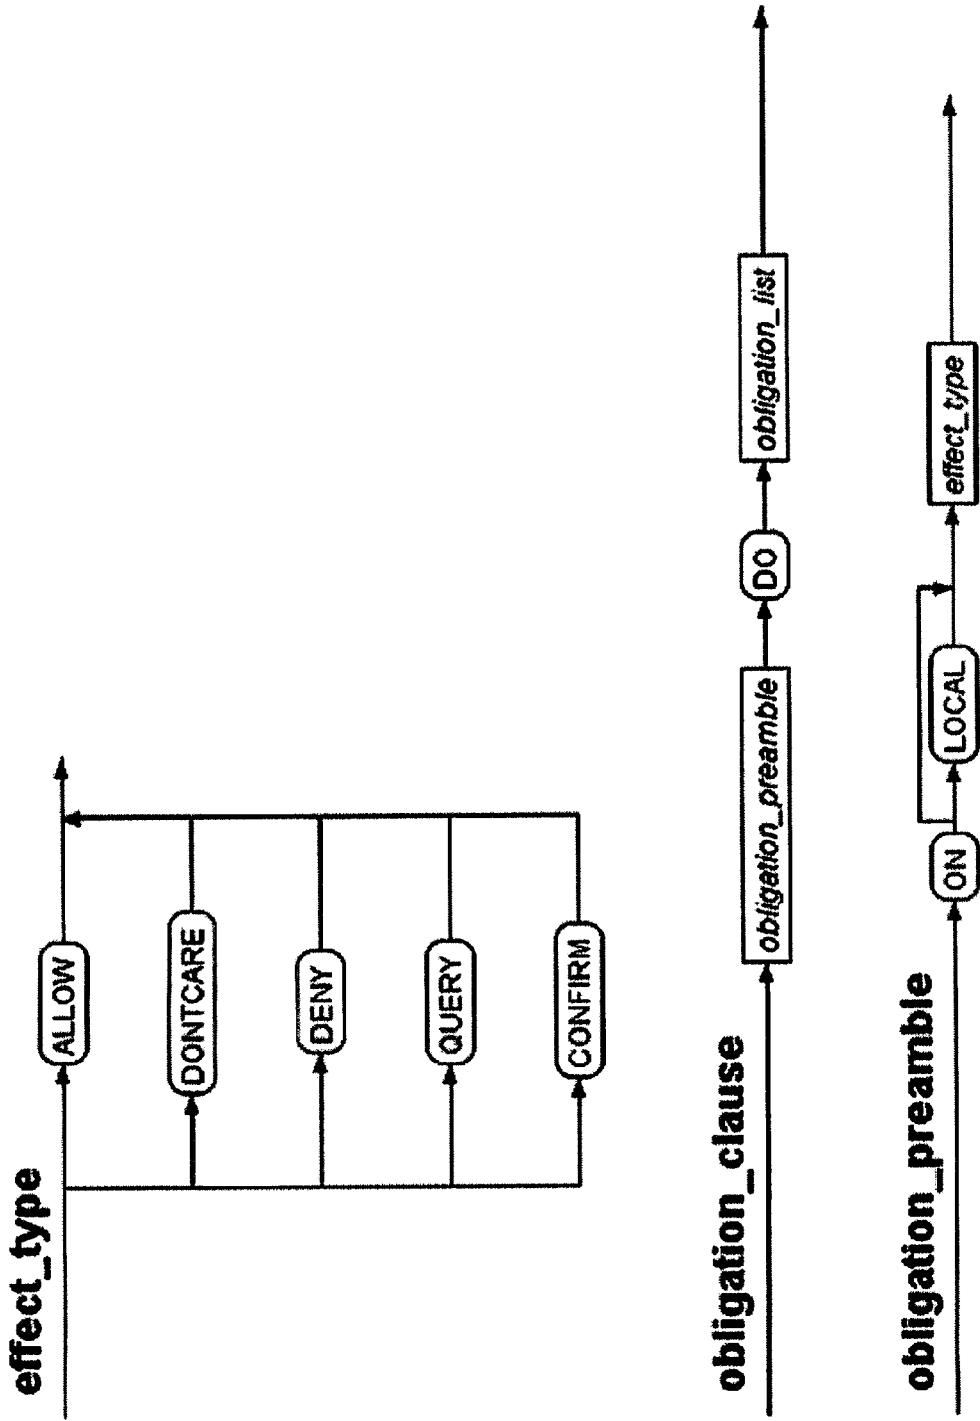 effect_type
ALLOW
DONTCARE
DENY
QUERY
CONFIRM
obligation_clause
obligation_preamble
DO
obligation_list
obligation_preamble
ON
LOCAL
effect_type